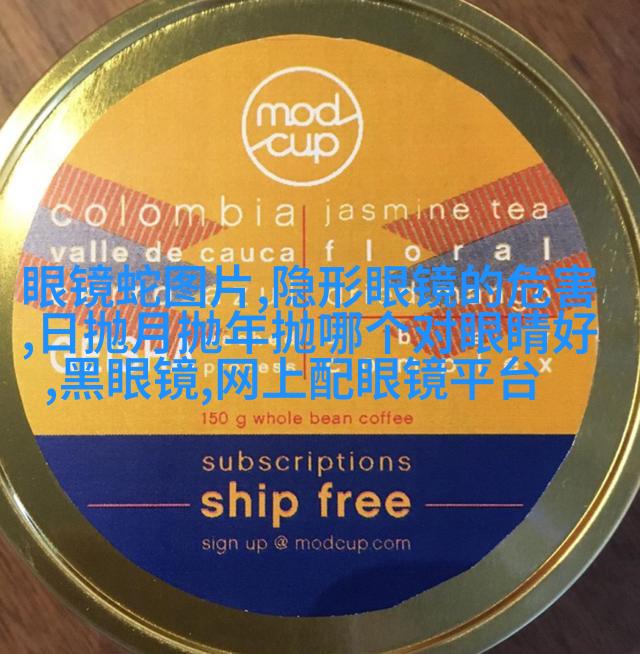 mod
cup
colombia jasmine tea
valle de cauca floral
眼镜蛇图片,隐形眼镜的危害
,日抛月抛年抛哪个对眼睛好
,黑眼镜,网上配眼镜平台
process complex
150 g whole bean coffee
subscriptions
ship free
sign up @ modcup.com